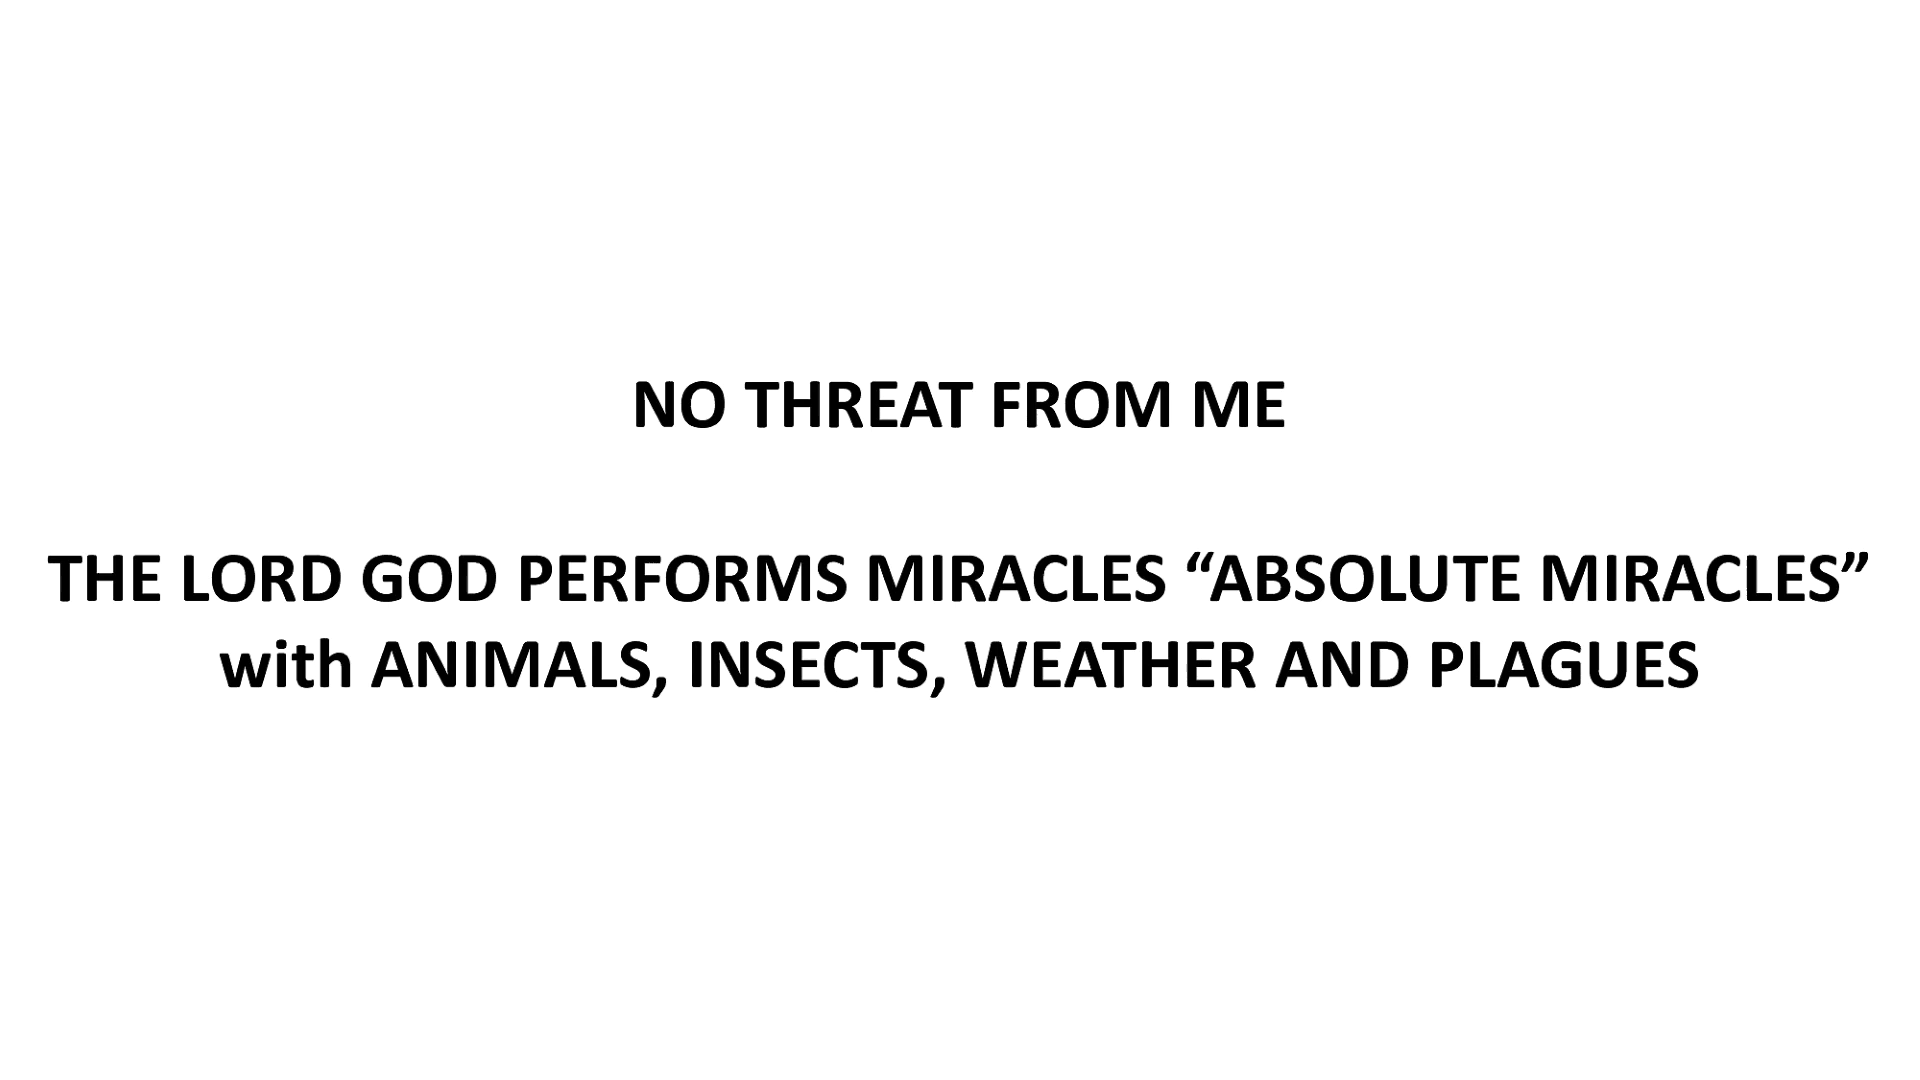 NO THREAT FROM ME
THE LORD GOD PERFORMS MIRACLES “ABSOLUTE MIRACLES”
with ANIMALS, INSECTS, WEATHER AND PLAGUES